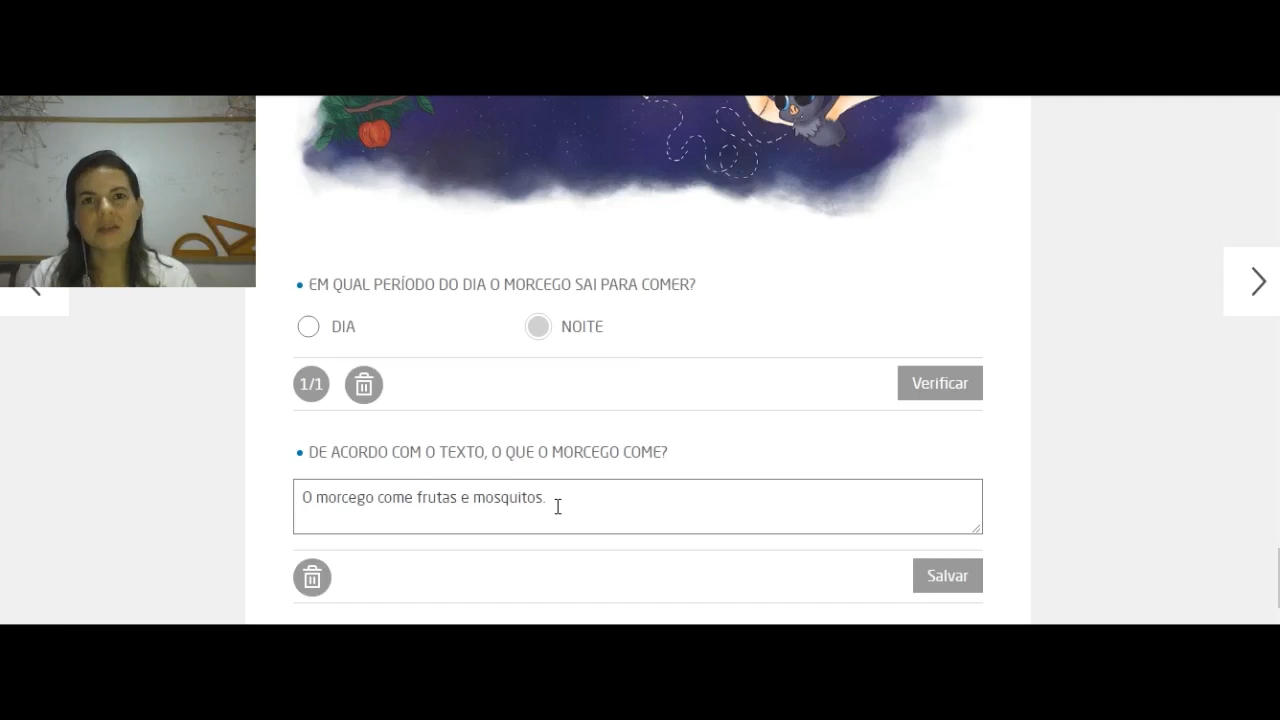 • EM QUAL PERÍODO DO DIA O MORCEGO SAI PARA COMER?
DIA NOITE
1/1 Verificar
• DE ACORDO COM O TEXTO, O QUE O MORCEGO COME?
O morcego come frutas e mosquitos.
Salvar